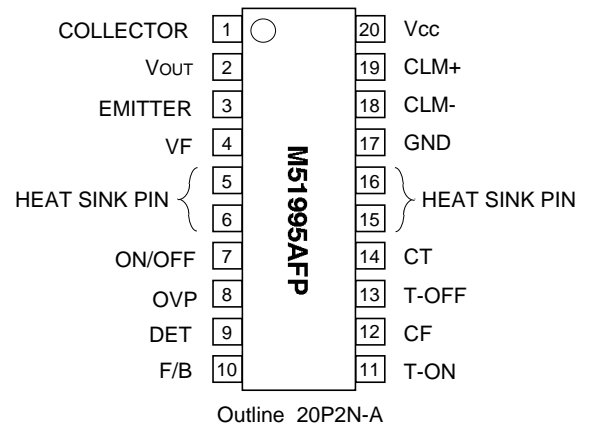 COLLECTOR 1 20 Vcc
VOUT 2 19 CLM+
EMITTER 3 18 CLM-
VF 4 17 GND
5 16
HEAT SINK PIN HEAT SINK PIN
6 15
ON/OFF 7 14 CT
OVP 8 13 T-OFF
DET 9 12 CF
F/B 10 11 T-ON
M51995AFP
Outline 20P2N-A